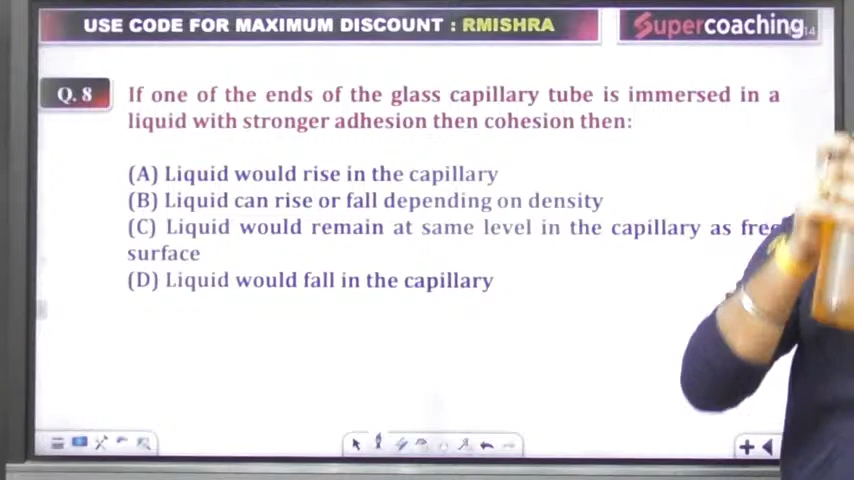 USE CODE FOR MAXIMUM DISCOUNT : RMISHRA
Supercoaching
14
Q. 8
If one of the ends of the glass capillary tube is immersed in a
liquid with stronger adhesion then cohesion then:
(A) Liquid would rise in the capillary
(B) Liquid can rise or fall depending on density
(C) Liquid would remain at same level in the capillary as free
surface
(D) Liquid would fall in the capillary